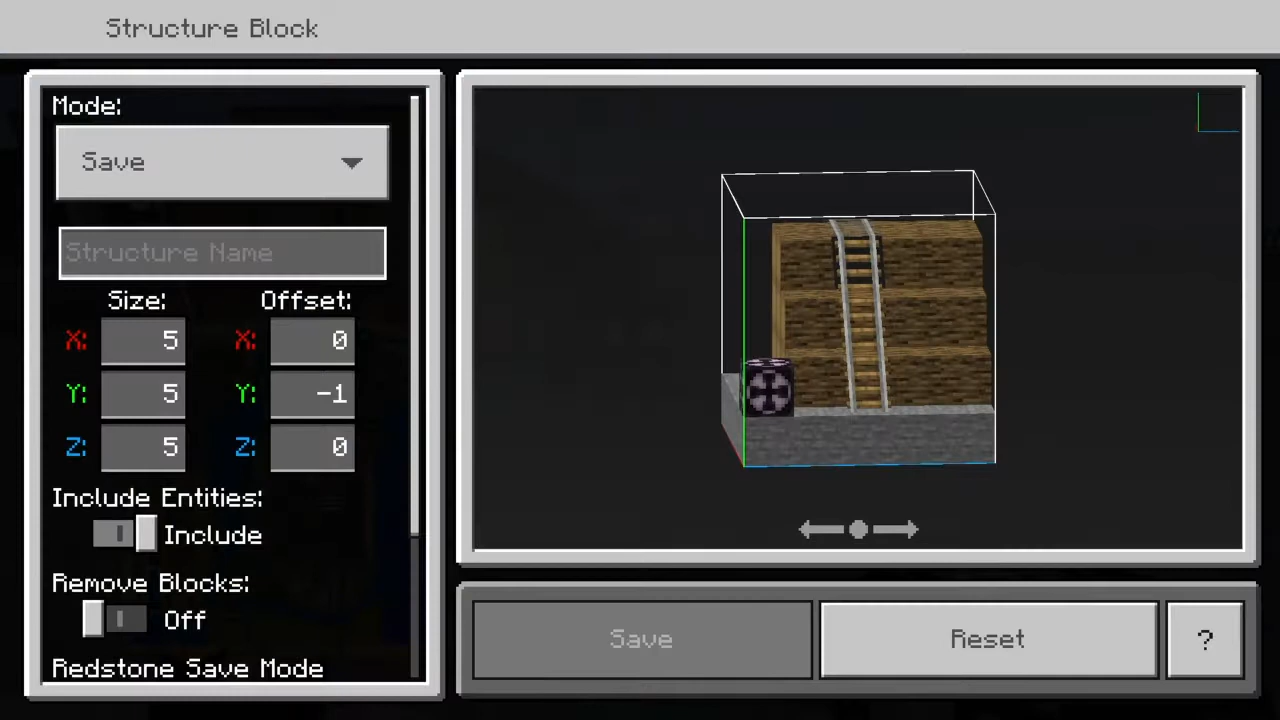 Structure Block
Mode:
Save
Structure Name
Size: Offset:
X: 5 X: 0
Y: 5 Y: -1
Z: 5 Z: 0
Include Entities:
Include
Remove Blocks:
Off
Redstone Save Mode
Save Reset ?